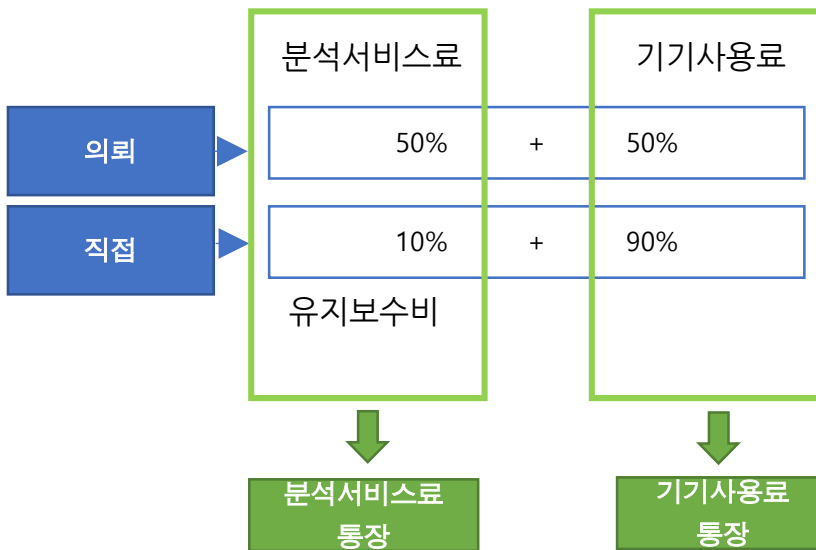 분석서비스료
기기사용료
의뢰
50% + 50%
직접
10% + 90%
유지보수비
분석서비스료
통장
기기사용료
통장